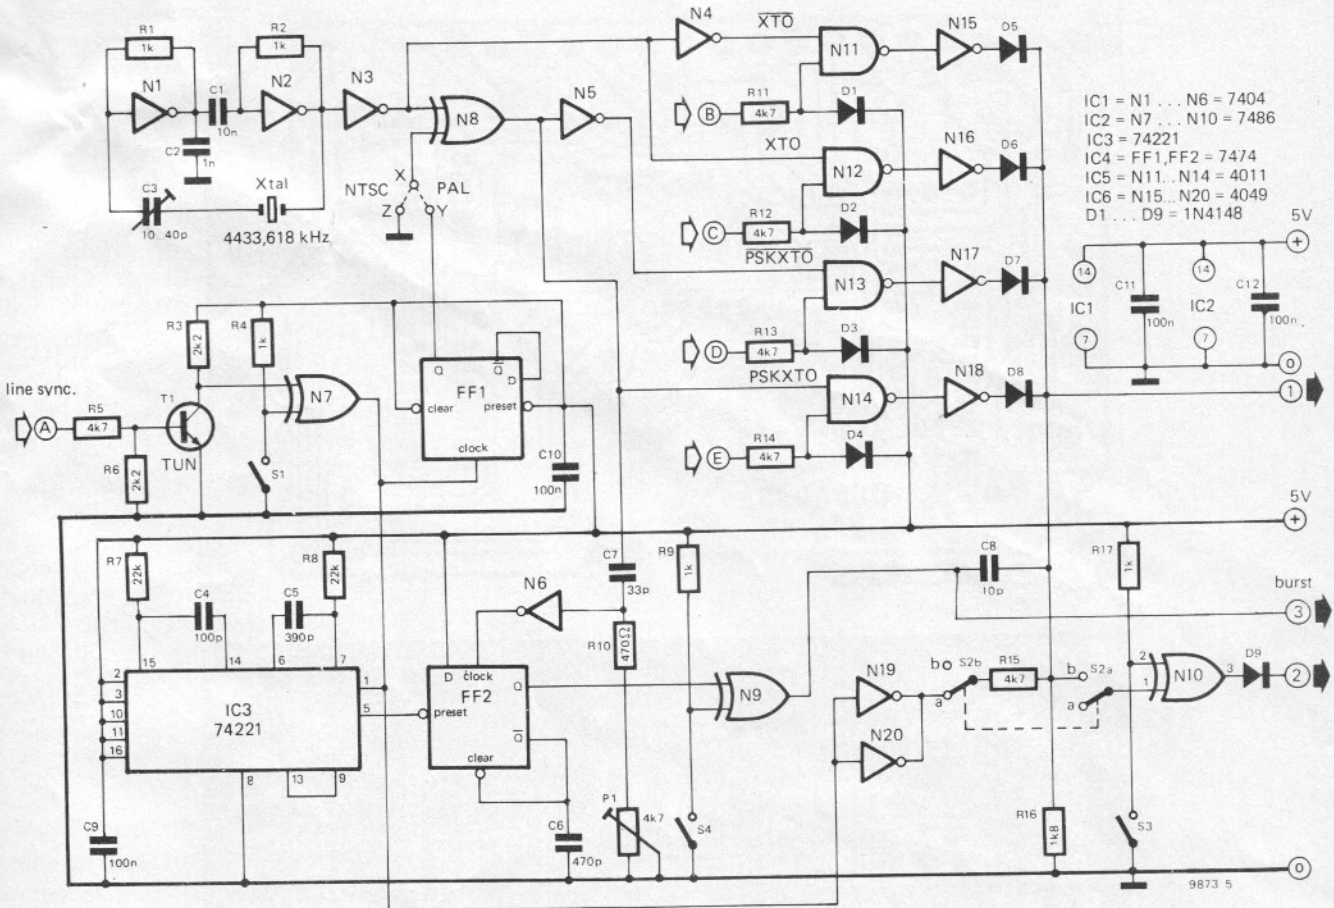 R1
1k
R2
1k
N1
C1
10n
N2
N3
C2
1n
C3
10 .. 40p
Xtal
4433,618 kHz
NTSC
X
PAL
Z
Y
N8
N5
N4
XTO
N11
N15
D5
B
R11
4k7
D1
XTO
N12
N16
D6
C
R12
4k7
D2
PSKXTO
N13
N17
D7
D
R13
4k7
D3
PSKXTO
N14
N18
D8
E
R14
4k7
D4
IC1 = N1 . . . N6 = 7404
IC2 = N7 . . . N10 = 7486
IC3 = 74221
IC4 = FF1,FF2 = 7474
IC5 = N11...N14 = 4011
IC6 = N15...N20 = 4049
D1 . . . D9 = 1N4148
5V
+
14
IC1
7
C11
100n
14
IC2
7
C12
100n
0
1
line sync.
A
R5
4k7
R6
2k2
T1
TUN
R3
2k2
R4
1k
S1
N7
Q
Q
D
FF1
clear
preset
clock
C10
100n
5V
+
R7
22k
C4
100p
C5
390p
R8
22k
15
14
6
7
2
3
10
11
16
1
5
IC3
74221
8
13
9
C9
100n
N6
D
clock
FF2
Q
preset
Q
clear
C6
470p
C7
33p
R10
470Ω
P1
4k7
R9
1k
S4
N9
C8
10p
N19
N20
b
S2b
a
R15
4k7
b
S2a
a
R16
1k8
R17
1k
2
1
N10
3
D9
S3
burst
3
2
0
9873 5